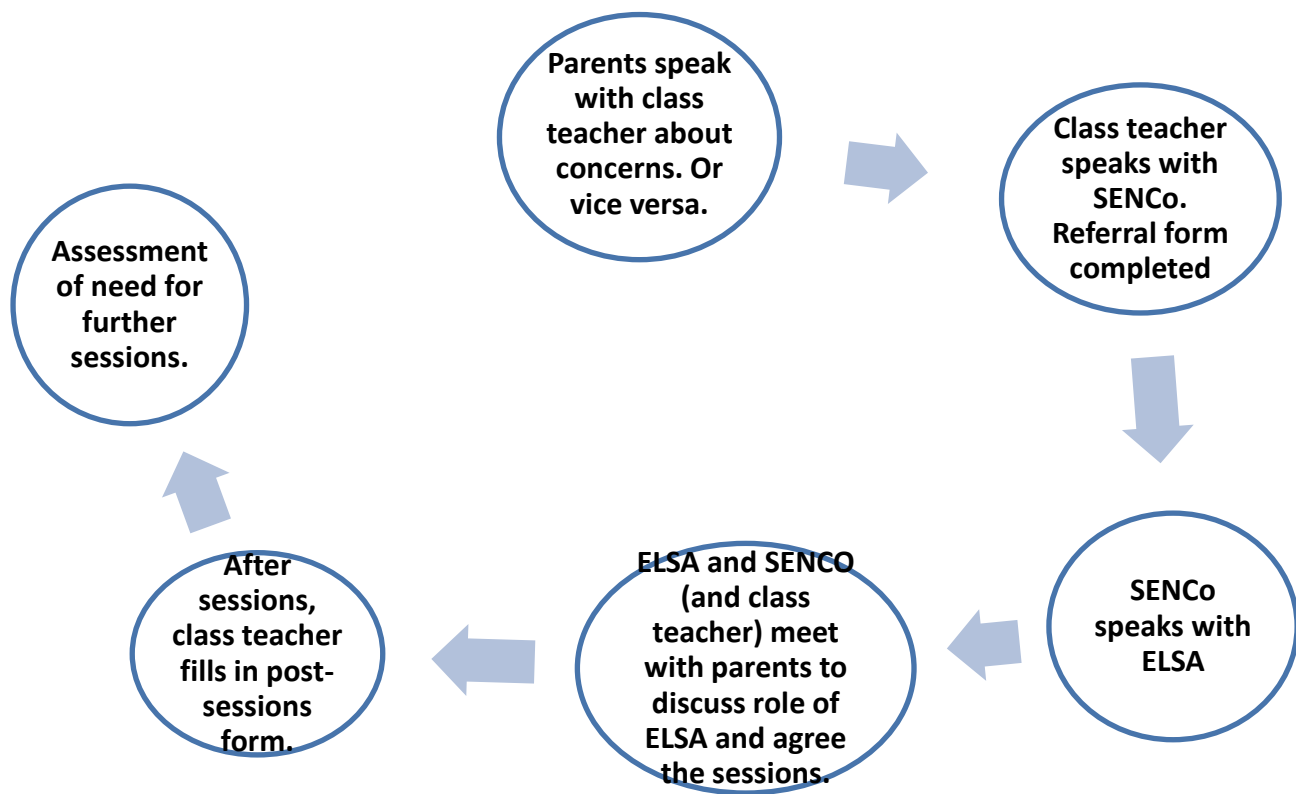 Parents speak
with class
teacher about
concerns. Or
vice versa.
Class teacher
speaks with
SENCo.
Referral form
completed
SENCo
speaks with
ELSA
ELSA and SENCO
(and class
teacher) meet
with parents to
discuss role of
ELSA and agree
the sessions.
After
sessions,
class teacher
fills in post-
sessions
form.
Assessment
of need for
further
sessions.